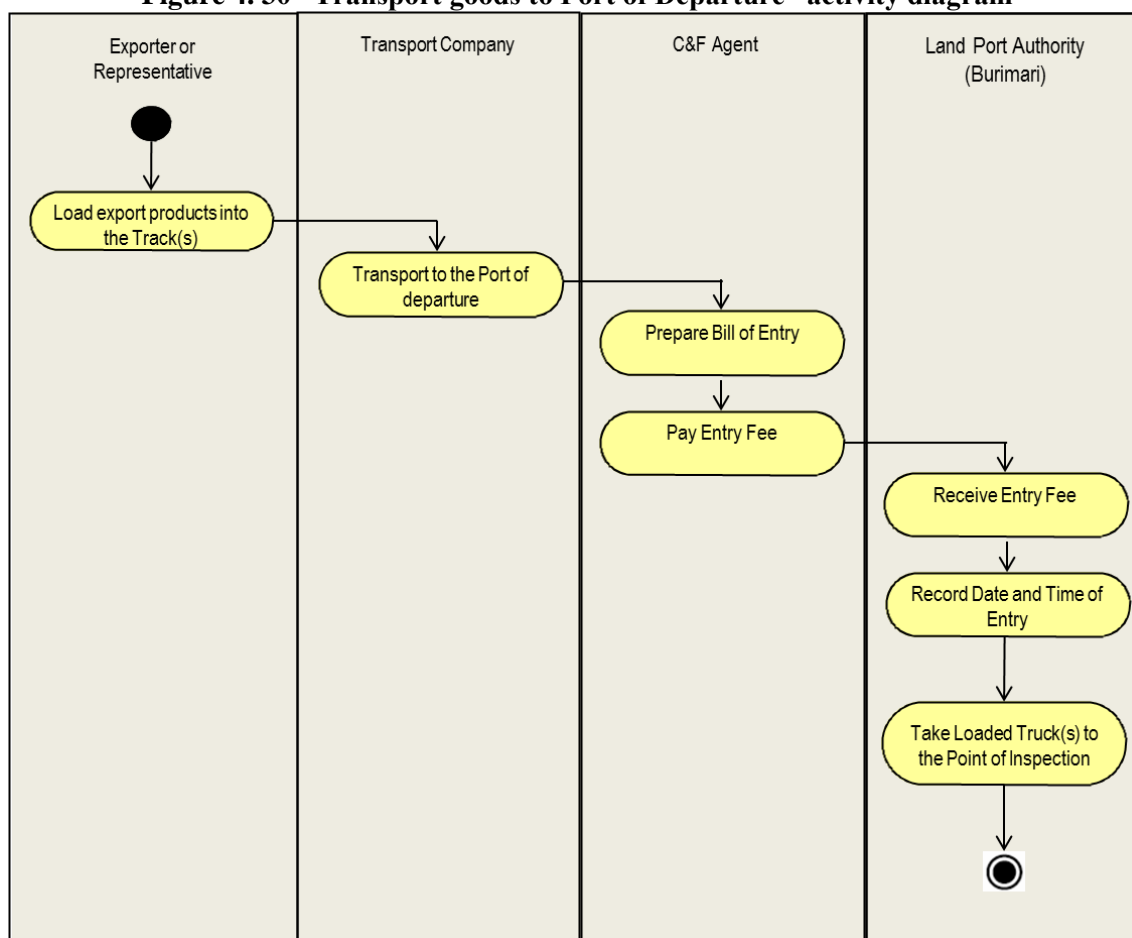 Figure 4. 30 "Transport goods to Port of Departure" activity diagram
Exporter or
Representative
Transport Company
C&F Agent
Land Port Authority
(Burimari)
Load export products into
the Track(s)
Transport to the Port of
departure
Prepare Bill of Entry
Pay Entry Fee
Receive Entry Fee
Record Date and Time of
Entry
Take Loaded Truck(s) to
the Point of Inspection